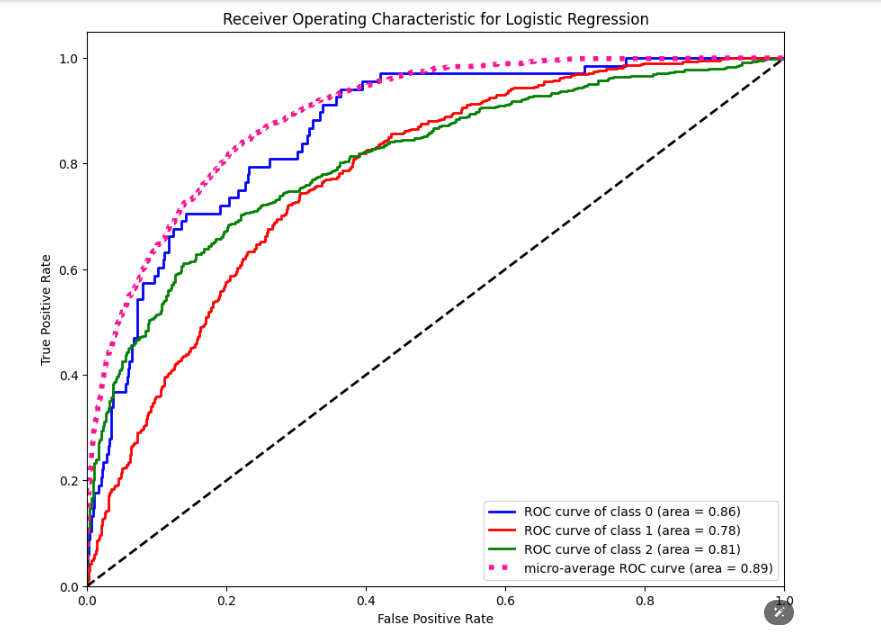 Receiver Operating Characteristic for Logistic Regression
1.0
0.8
0.6
0.4
0.2
0.0
True Positive Rate
ROC curve of class 0 (area = 0.86)
ROC curve of class 1 (area = 0.78)
ROC curve of class 2 (area = 0.81)
micro-average ROC curve (area = 0.89)
0.0 0.2 0.4 0.6 0.8 1.0
False Positive Rate